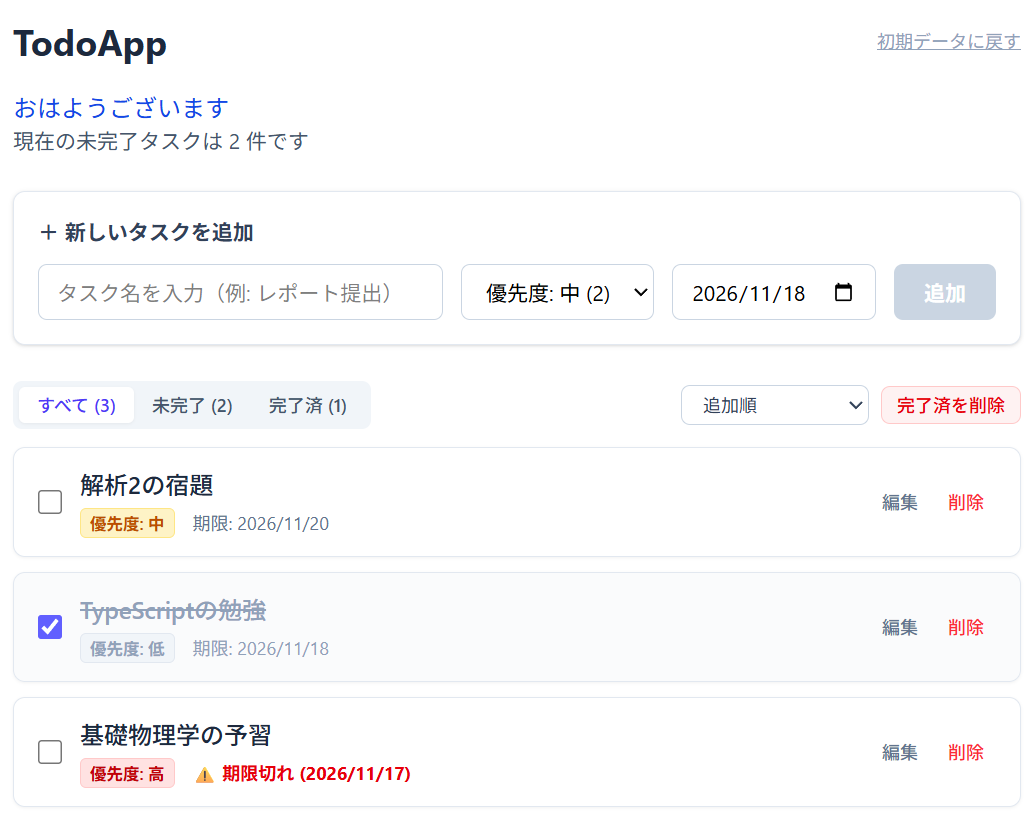 TodoApp
初期データに戻す
おはようございます
現在の未完了タスクは 2 件です
＋ 新しいタスクを追加
タスク名を入力（例: レポート提出）
優先度: 中 (2)
2026/11/18
追加
すべて (3)
未完了 (2)
完了済 (1)
追加順
完了済を削除
解析2の宿題
優先度: 中
期限: 2026/11/20
編集
削除
TypeScriptの勉強
優先度: 低
期限: 2026/11/18
編集
削除
基礎物理学の予習
優先度: 高
⚠ 期限切れ (2026/11/17)
編集
削除